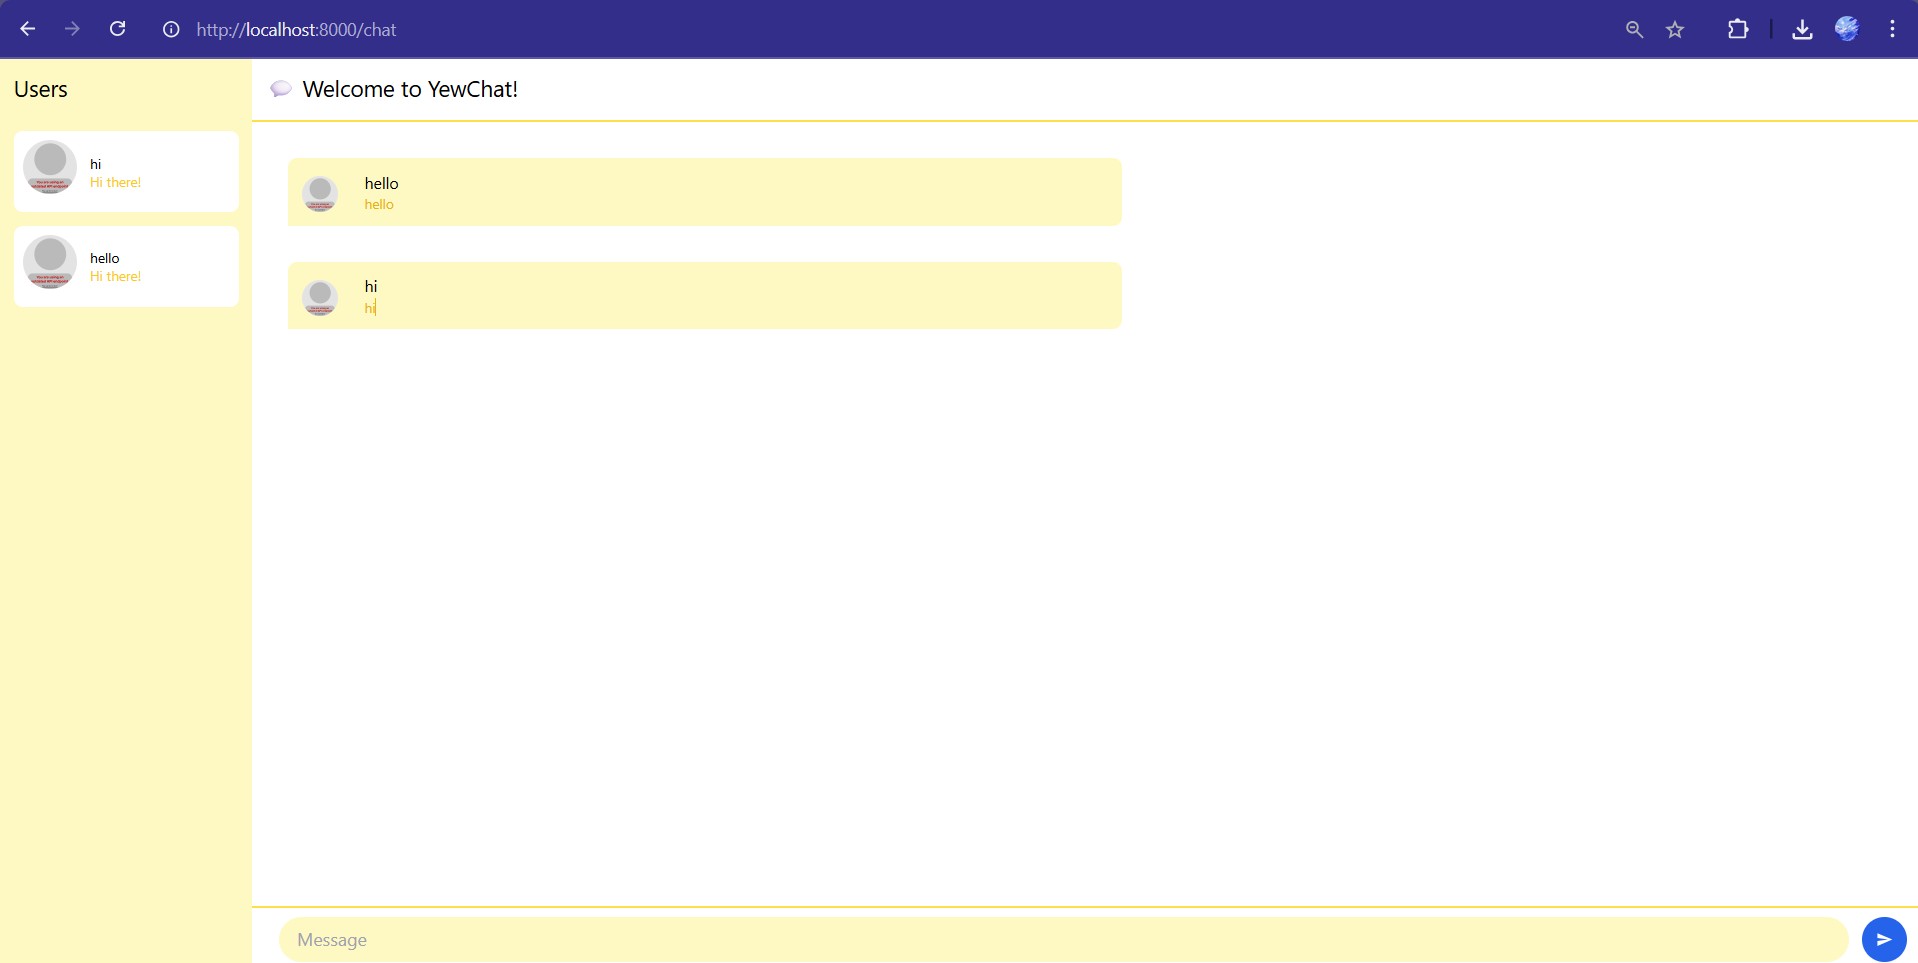 http://localhost:8000/chat
Users
hi
Hi there!
hello
Hi there!
Welcome to YewChat!
hello
hello
hi
hi
Message